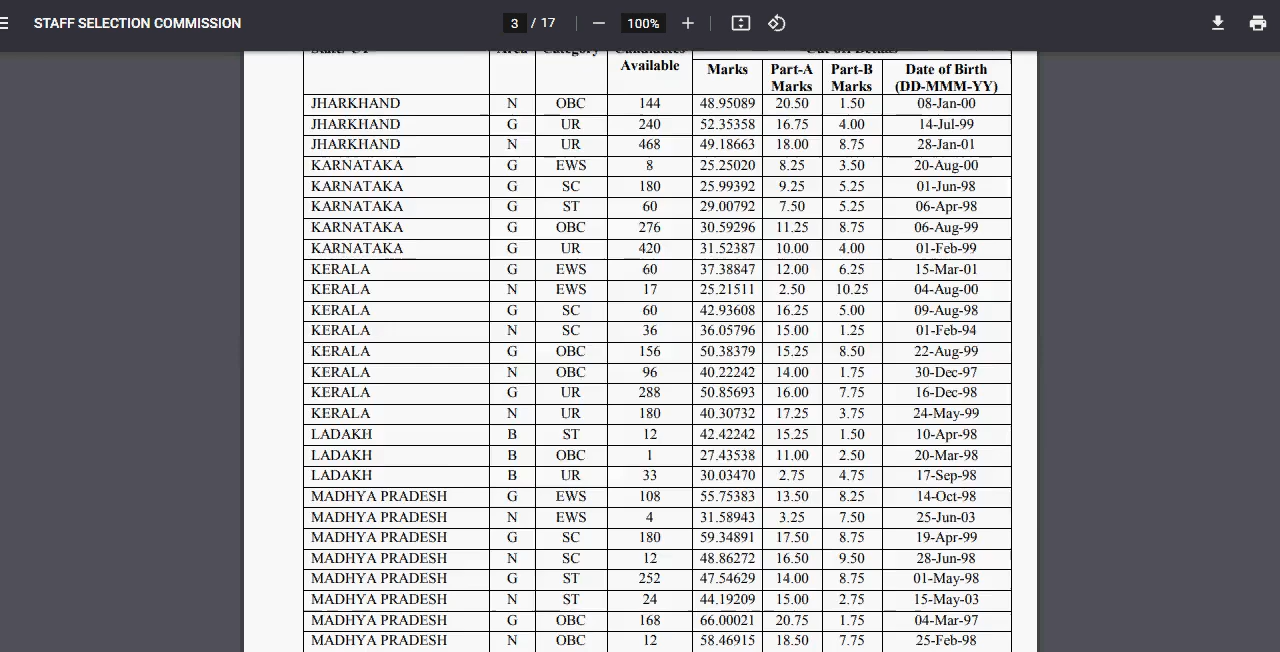 STAFF SELECTION COMMISSION 3 / 17 100%
State/UT Area Category Candidates Cut-off Details
Available Marks Part-A Part-B Date of Birth
Marks Marks (DD-MMM-YY)
JHARKHAND N OBC 144 48.95089 20.50 1.50 08-Jan-00
JHARKHAND G UR 240 52.35358 16.75 4.00 14-Jul-99
JHARKHAND N UR 468 49.18663 18.00 8.75 28-Jan-01
KARNATAKA G EWS 8 25.25020 8.25 3.50 20-Aug-00
KARNATAKA G SC 180 25.99392 9.25 5.25 01-Jun-98
KARNATAKA G ST 60 29.00792 7.50 5.25 06-Apr-98
KARNATAKA G OBC 276 30.59296 11.25 8.75 06-Aug-99
KARNATAKA G UR 420 31.52387 10.00 4.00 01-Feb-99
KERALA G EWS 60 37.38847 12.00 6.25 15-Mar-01
KERALA N EWS 17 25.21511 2.50 10.25 04-Aug-00
KERALA G SC 60 42.93608 16.25 5.00 09-Aug-98
KERALA N SC 36 36.05796 15.00 1.25 01-Feb-94
KERALA G OBC 156 50.38379 15.25 8.50 22-Aug-99
KERALA N OBC 96 40.22242 14.00 1.75 30-Dec-97
KERALA G UR 288 50.85693 16.00 7.75 16-Dec-98
KERALA N UR 180 40.30732 17.25 3.75 24-May-99
LADAKH B ST 12 42.42242 15.25 1.50 10-Apr-98
LADAKH B OBC 1 27.43538 11.00 2.50 20-Mar-98
LADAKH B UR 33 30.03470 2.75 4.75 17-Sep-98
MADHYA PRADESH G EWS 108 55.75383 13.50 8.25 14-Oct-98
MADHYA PRADESH N EWS 4 31.58943 3.25 7.50 25-Jun-03
MADHYA PRADESH G SC 180 59.34891 17.50 8.75 19-Apr-99
MADHYA PRADESH N SC 12 48.86272 16.50 9.50 28-Jun-98
MADHYA PRADESH G ST 252 47.54629 14.00 8.75 01-May-98
MADHYA PRADESH N ST 24 44.19209 15.00 2.75 15-May-03
MADHYA PRADESH G OBC 168 66.00021 20.75 1.75 04-Mar-97
MADHYA PRADESH N OBC 12 58.46915 18.50 7.75 25-Feb-98